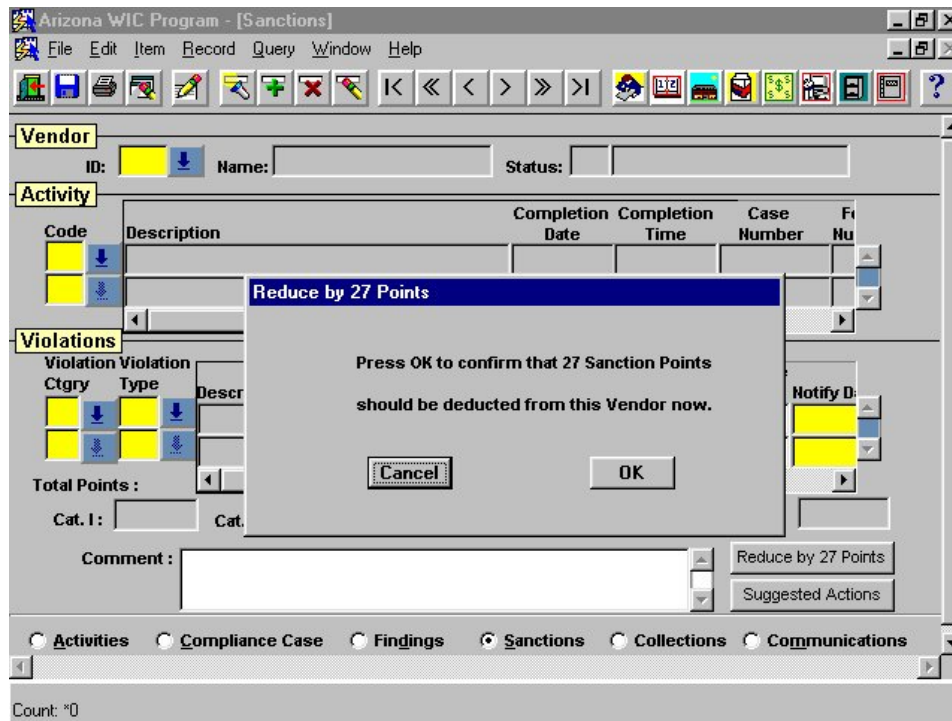 Arizona WIC Program - [Sanctions]
File Edit Item Record Query Window Help
Vendor
ID: Name: Status:
Activity
Code Description Completion Date Completion Time Case Number Fe Nu
Reduce by 27 Points
Press OK to confirm that 27 Sanction Points
should be deducted from this Vendor now.
Cancel OK
Violations
Violation Ctgry Violation Type Descr Notify D
Total Points :
Cat. I : Cat.
Comment :
Reduce by 27 Points
Suggested Actions
Activities Compliance Case Findings Sanctions Collections Communications
Count: *0